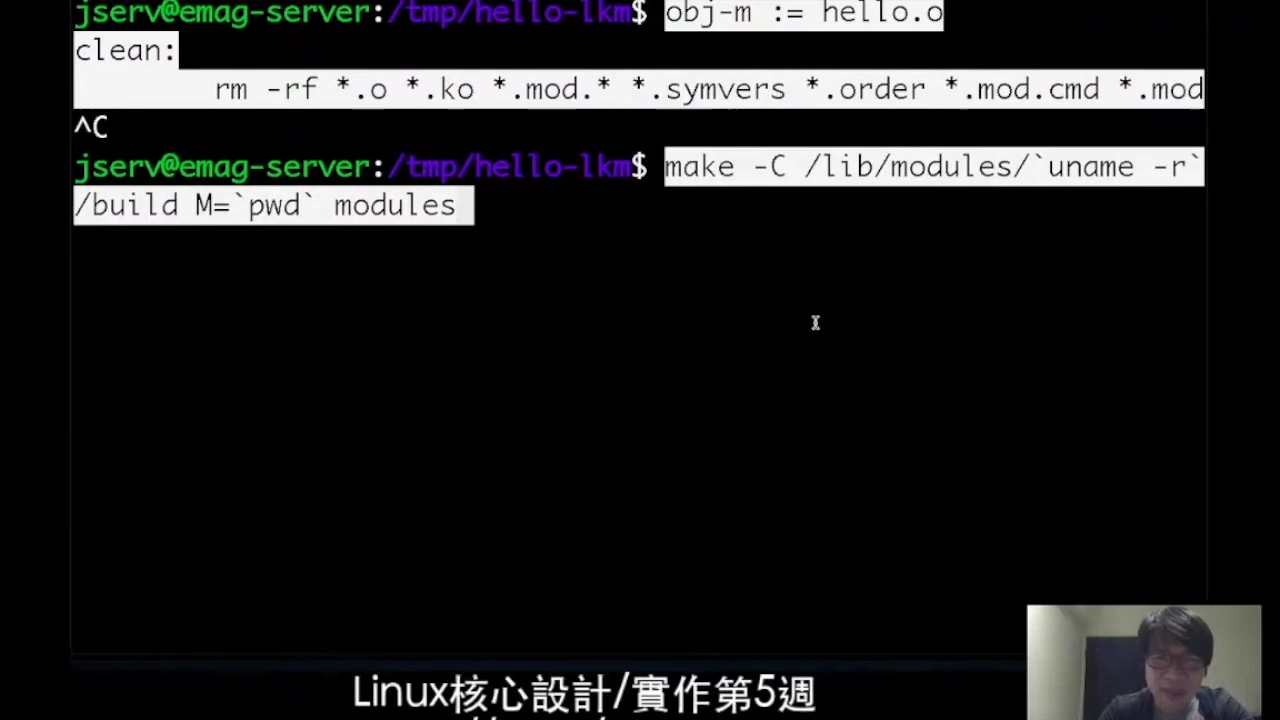 jserv@emag-server:/tmp/hello-lkm$ obj-m := hello.o
clean:
rm -rf *.o *.ko *.mod.* *.symvers *.order *.mod.cmd *.mod
^C
jserv@emag-server:/tmp/hello-lkm$ make -C /lib/modules/`uname -r`
/build M=`pwd` modules
Linux核心設計/實作第5週